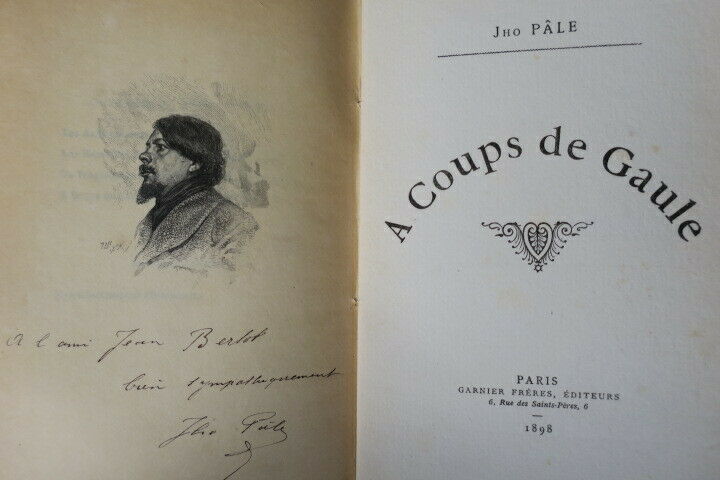 A l'ami Jean Bertot
bien sympathiquement
Jho Pâle
Jho PÂLE
A Coups de Gaule
PARIS
GARNIER FRÈRES, ÉDITEURS
6, Rue des Saints-Pères, 6
1898